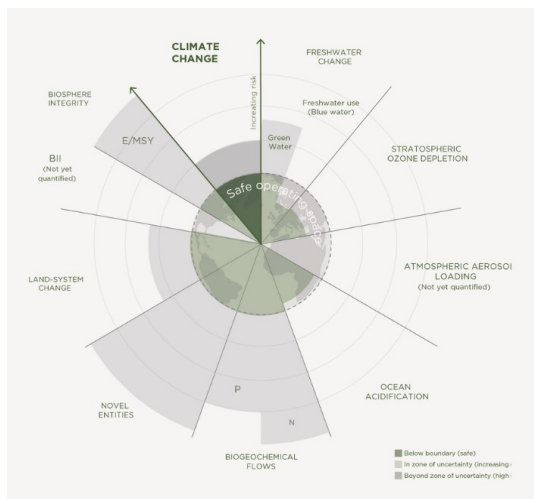 CLIMATE
CHANGE
FRESHWATER
CHANGE
BIOSPHERE
INTEGRITY
Increating risk
Freshwater use
(Blue water)
E/MSY
Green
Water
BII
(Not yet
quantified)
STRATOSPHERIC
OZONE DEPLETION
Safe operating space
LAND-SYSTEM
CHANGE
ATMOSPHERIC AEROSOL
LOADING
(Not yet quantified)
P
OCEAN
ACIDIFICATION
NOVEL
ENTITIES
N
BIOGEOCHEMICAL
FLOWS
Below boundary (safe)
In zone of uncertainty (increasing
Beyond zone of uncertainty (high